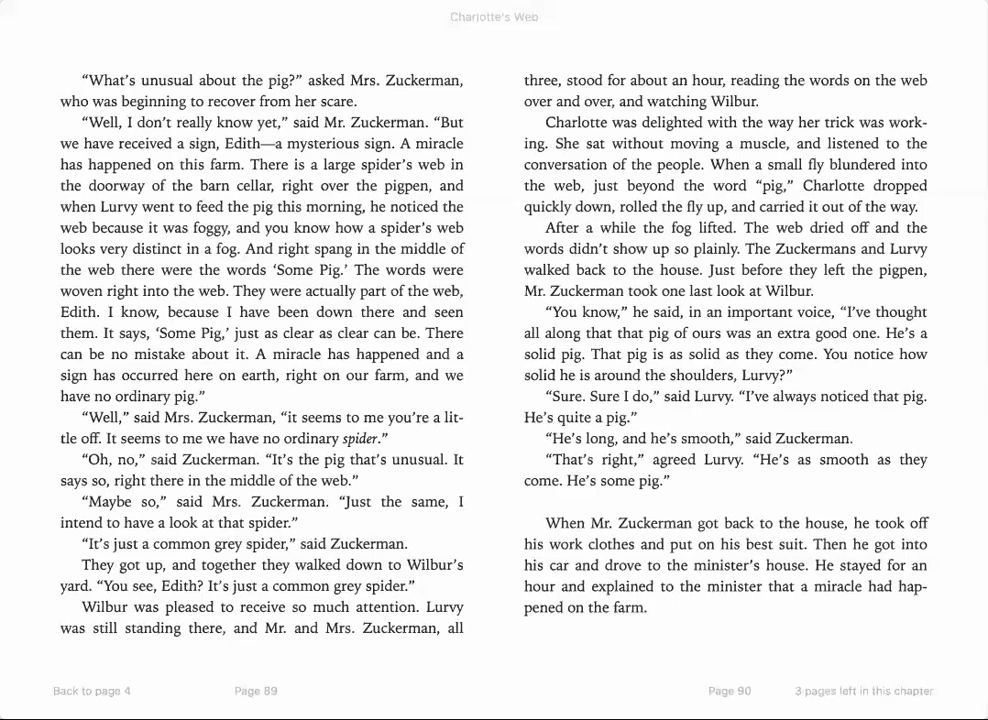 Charlotte's Web
“What’s unusual about the pig?” asked Mrs. Zuckerman,
who was beginning to recover from her scare.
“Well, I don’t really know yet,” said Mr. Zuckerman. “But
we have received a sign, Edith—a mysterious sign. A miracle
has happened on this farm. There is a large spider’s web in
the doorway of the barn cellar, right over the pigpen, and
when Lurvy went to feed the pig this morning, he noticed the
web because it was foggy, and you know how a spider’s web
looks very distinct in a fog. And right spang in the middle of
the web there were the words ‘Some Pig.’ The words were
woven right into the web. They were actually part of the web,
Edith. I know, because I have been down there and seen
them. It says, ‘Some Pig,’ just as clear as clear can be. There
can be no mistake about it. A miracle has happened and a
sign has occurred here on earth, right on our farm, and we
have no ordinary pig.”
“Well,” said Mrs. Zuckerman, “it seems to me you’re a lit-
tle off. It seems to me we have no ordinary spider.”
“Oh, no,” said Zuckerman. “It’s the pig that’s unusual. It
says so, right there in the middle of the web.”
“Maybe so,” said Mrs. Zuckerman. “Just the same, I
intend to have a look at that spider.”
“It’s just a common grey spider,” said Zuckerman.
They got up, and together they walked down to Wilbur’s
yard. “You see, Edith? It’s just a common grey spider.”
Wilbur was pleased to receive so much attention. Lurvy
was still standing there, and Mr. and Mrs. Zuckerman, all
three, stood for about an hour, reading the words on the web
over and over, and watching Wilbur.
Charlotte was delighted with the way her trick was work-
ing. She sat without moving a muscle, and listened to the
conversation of the people. When a small fly blundered into
the web, just beyond the word “pig,” Charlotte dropped
quickly down, rolled the fly up, and carried it out of the way.
After a while the fog lifted. The web dried off and the
words didn’t show up so plainly. The Zuckermans and Lurvy
walked back to the house. Just before they left the pigpen,
Mr. Zuckerman took one last look at Wilbur.
“You know,” he said, in an important voice, “I’ve thought
all along that that pig of ours was an extra good one. He’s a
solid pig. That pig is as solid as they come. You notice how
solid he is around the shoulders, Lurvy?”
“Sure. Sure I do,” said Lurvy. “I’ve always noticed that pig.
He’s quite a pig.”
“He’s long, and he’s smooth,” said Zuckerman.
“That’s right,” agreed Lurvy. “He’s as smooth as they
come. He’s some pig.”
When Mr. Zuckerman got back to the house, he took off
his work clothes and put on his best suit. Then he got into
his car and drove to the minister’s house. He stayed for an
hour and explained to the minister that a miracle had hap-
pened on the farm.
Back to page 4
Page 89
Page 90
3 pages left in this chapter